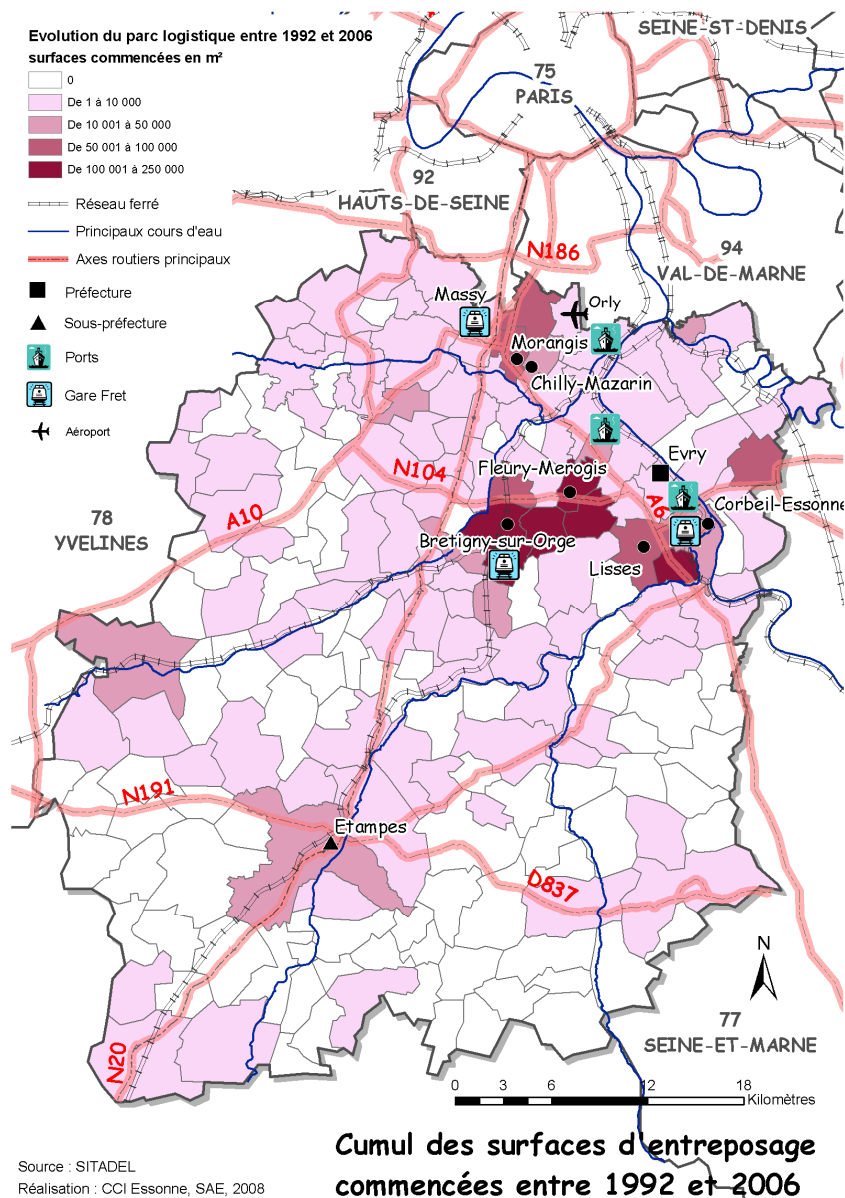 Evolution du parc logistique entre 1992 et 2006
surfaces commencées en m²
0
De 1 à 10 000
De 10 001 à 50 000
De 50 001 à 100 000
De 100 001 à 250 000
Réseau ferré
Principaux cours d'eau
Axes routiers principaux
Préfecture
Sous-préfecture
Ports
Gare Fret
Aéroport
SEINE-ST-DENIS
75
PARIS
92
HAUTS-DE-SEINE
N186
94
VAL-DE-MARNE
Massy
Orly
Morangis
Chilly-Mazarin
Evry
Fleury-Merogis
N104
A6
Corbeil-Essonne
A10
78
YVELINES
Bretigny-sur-Orge
Lisses
N191
Etampes
D837
N
N20
77
SEINE-ET-MARNE
0 3 6 12 18
Kilomètres
Cumul des surfaces d'entreposage
commencées entre 1992 et 2006
Source : SITADEL
Réalisation : CCI Essonne, SAE, 2008